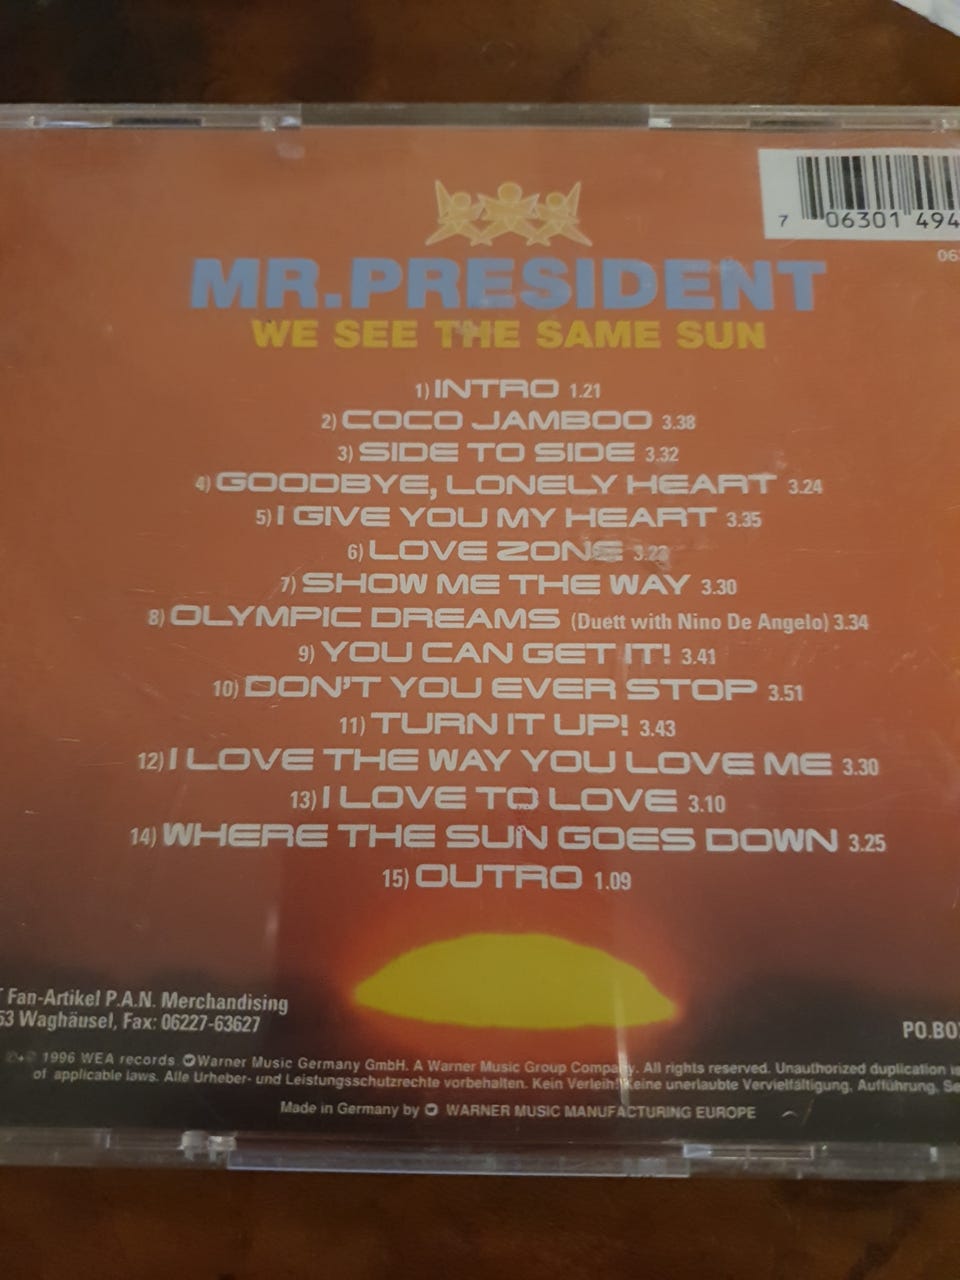 7 06301 494
06
MR.PRESIDENT
WE SEE THE SAME SUN
1) INTRO 1.21
2) COCO JAMBOO 3.38
3) SIDE TO SIDE 3.32
4) GOODBYE, LONELY HEART 3.24
5) I GIVE YOU MY HEART 3.35
6) LOVE ZONE
7) SHOW ME THE WAY 3.30
8) OLYMPIC DREAMS (Duett with Nino De Angelo) 3.34
9) YOU CAN GET IT! 3.41
10) DON'T YOU EVER STOP 3.51
11) TURN IT UP! 3.43
12) I LOVE THE WAY YOU LOVE ME 3.30
13) I LOVE TO LOVE 3.10
14) WHERE THE SUN GOES DOWN 3.25
15) OUTRO 1.09
Fan-Artikel P.A.N. Merchandising
53 Waghäusel, Fax: 06227-63627
PO.BO
1996 WEA records Warner Music Germany GmbH. A Warner Music Group Company. All rights reserved. Unauthorized duplication is
of applicable laws. Alle Urheber- und Leistungsschutzrechte vorbehalten. Kein Verleih! Keine unerlaubte Vervielfältigung, Aufführung, Se
Made in Germany by WARNER MUSIC MANUFACTURING EUROPE